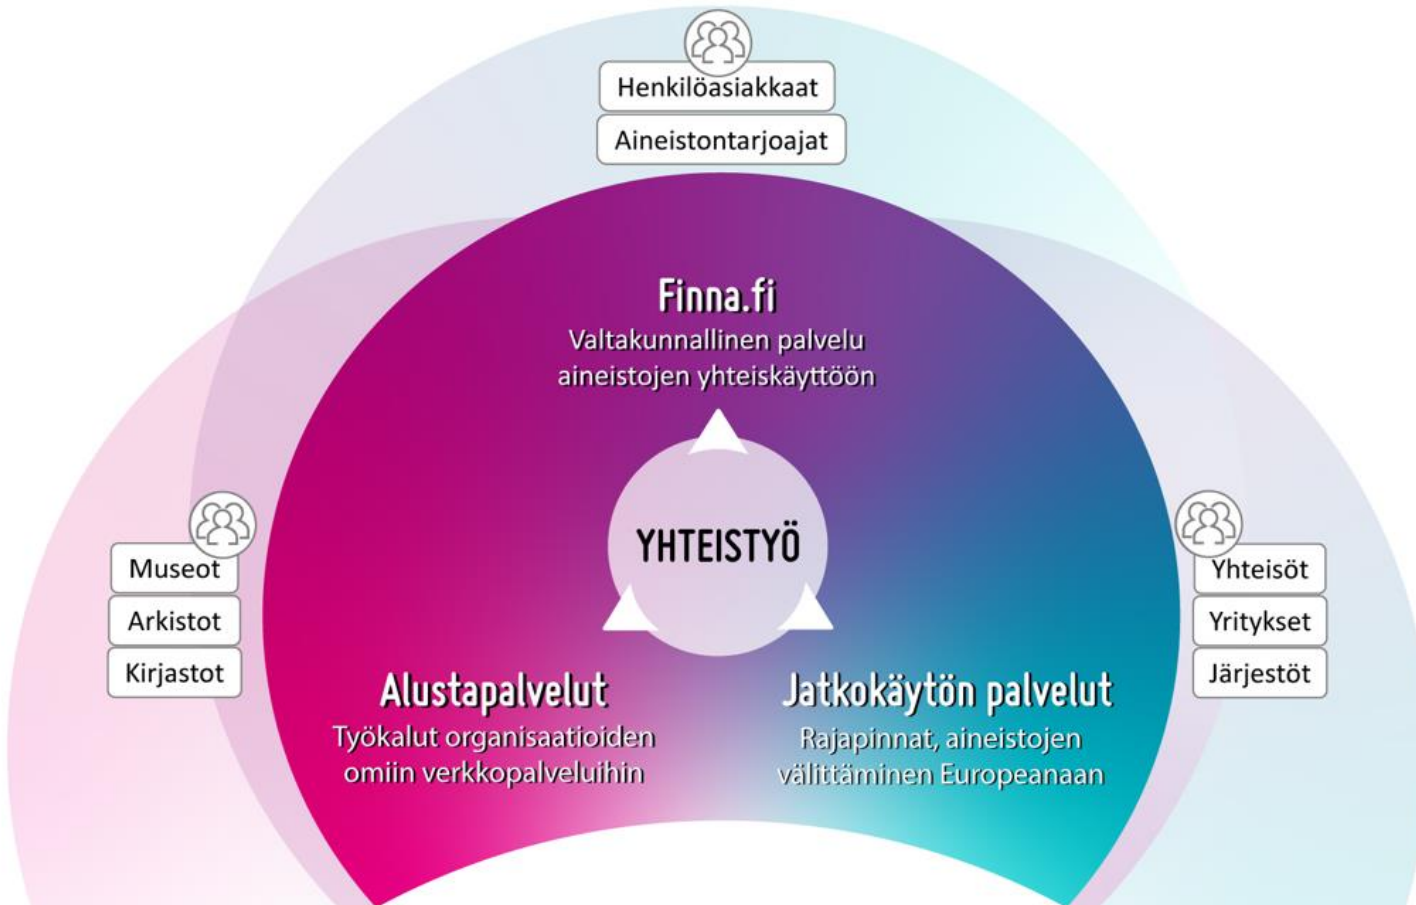 Henkilöasiakkaat
Aineistontarjoajat
Finna.fi
Valtakunnallinen palvelu
aineistojen yhteiskäyttöön
YHTEISTYÖ
Museot
Arkistot
Kirjastot
Yhteisöt
Yritykset
Järjestöt
Alustapalvelut
Työkalut organisaatioiden
omiin verkkopalveluihin
Jatkokäytön palvelut
Rajapinnat, aineistojen
välittäminen Europeanaan